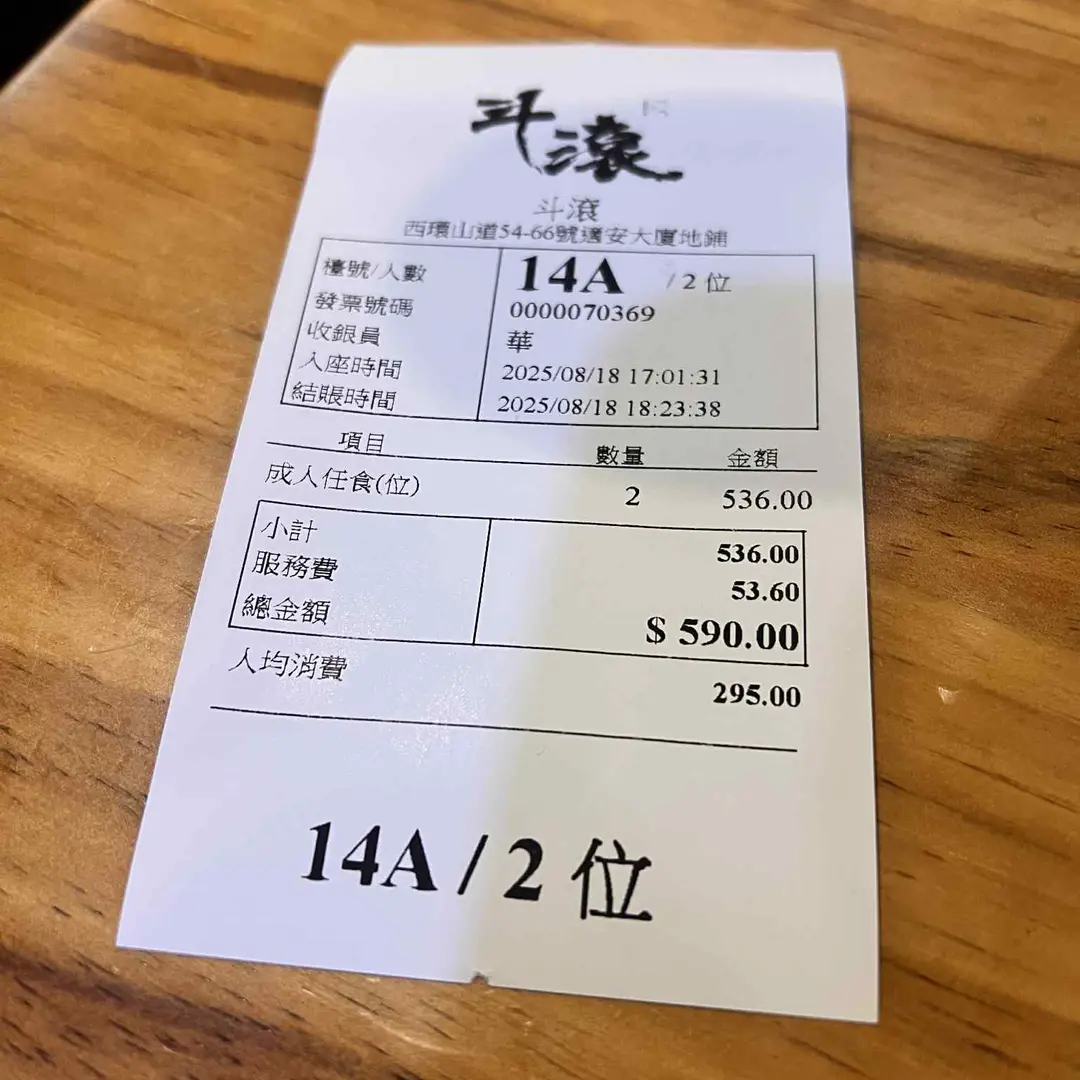 斗滾
斗滾
西環山道54-66號適安大廈地鋪
檯號/人數 14A / 2 位
發票號碼 0000070369
收銀員 華
入座時間 2025/08/18 17:01:31
結賬時間 2025/08/18 18:23:38
項目 數量 金額
成人任食(位) 2 536.00
小計 536.00
服務費 53.60
總金額 $ 590.00
人均消費 295.00
14A / 2 位